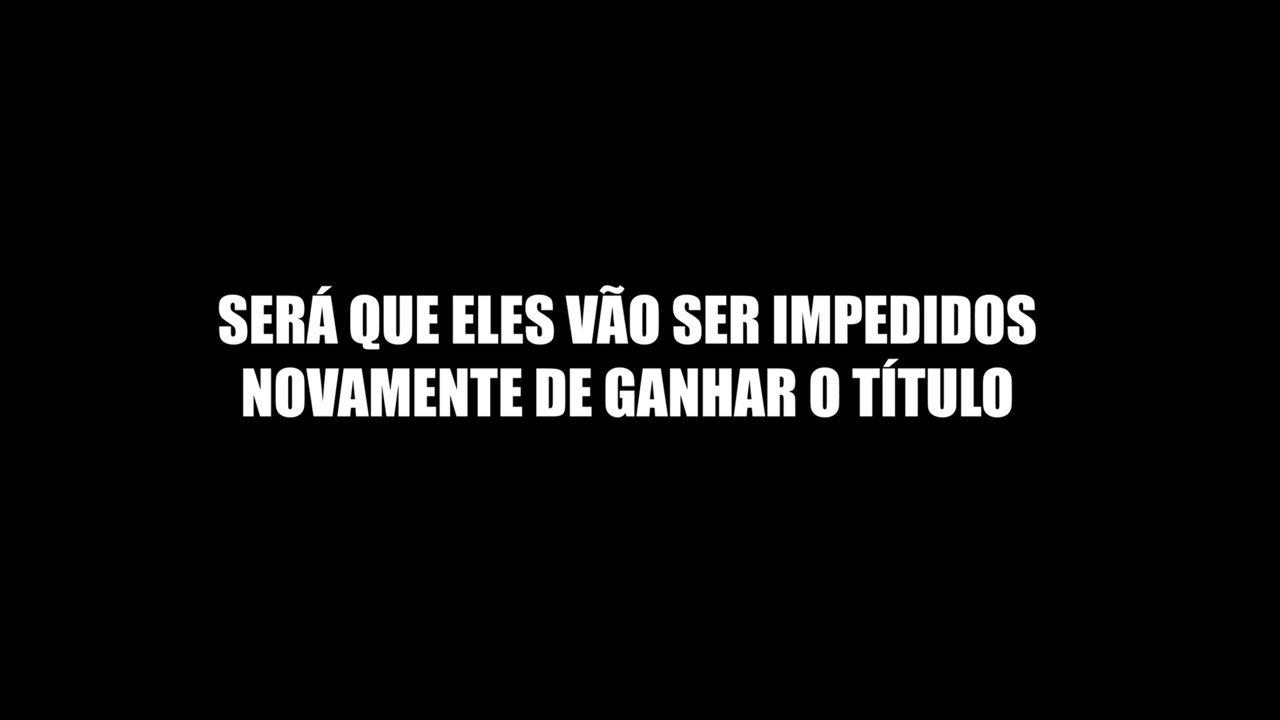 SERÁ QUE ELES VÃO SER IMPEDIDOS
NOVAMENTE DE GANHAR O TÍTULO